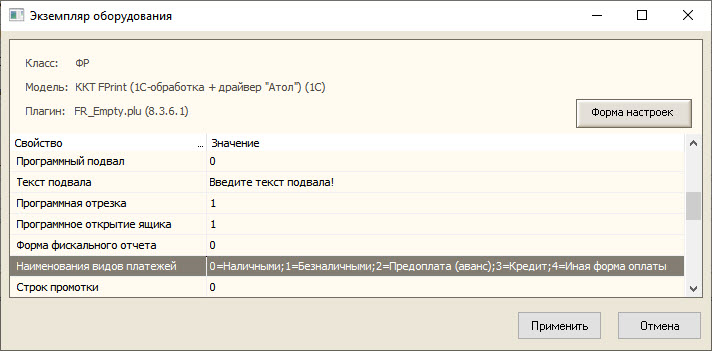 Экземпляр оборудования
Класс: ФР
Модель: ККТ FPrint (1С-обработка + драйвер "Атол") (1С)
Плагин: FR_Empty.plu (8.3.6.1)
Форма настроек
Свойство ... Значение
Программный подвал 0
Текст подвала Введите текст подвала!
Программная отрезка 1
Программное открытие ящика 1
Форма фискального отчета 0
Наименования видов платежей 0=Наличными;1=Безналичными;2=Предоплата (аванс);3=Кредит;4=Иная форма оплаты
Строк промотки 0
Применить Отмена